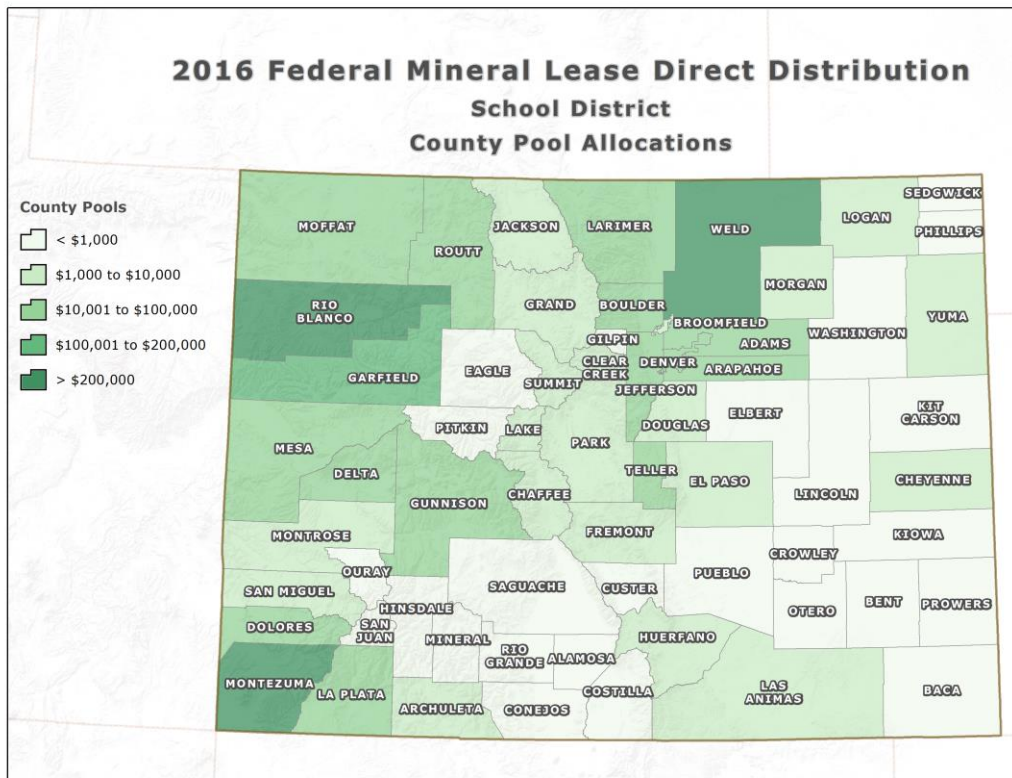 2016 Federal Mineral Lease Direct Distribution
School District
County Pool Allocations
County Pools
< $1,000
$1,000 to $10,000
$10,001 to $100,000
$100,001 to $200,000
> $200,000
SEDGWICK
MOFFAT
JACKSON
LARIMER
WELD
LOGAN
PHILLIPS
ROUTT
MORGAN
RIO
BLANCO
GRAND
BOULDER
YUMA
BROOMFIELD
WASHINGTON
GILPIN
ADAMS
CLEAR
CREEK
DENVER
ARAPAHOE
EAGLE
GARFIELD
SUMMIT
JEFFERSON
KIT
CARSON
ELBERT
DOUGLAS
PITKIN
LAKE
PARK
MESA
DELTA
TELLER
EL PASO
CHEYENNE
LINCOLN
CHAFFEE
GUNNISON
FREMONT
KIOWA
MONTROSE
CROWLEY
OURAY
PUEBLO
SAGUACHE
CUSTER
SAN MIGUEL
BENT
PROWERS
HINSDALE
OTERO
DOLORES
SAN
JUAN
MINERAL
HUERFANO
RIO
GRANDE
ALAMOSA
MONTEZUMA
LA PLATA
COSTILLA
LAS
ANIMAS
BACA
ARCHULETA
CONEJOS